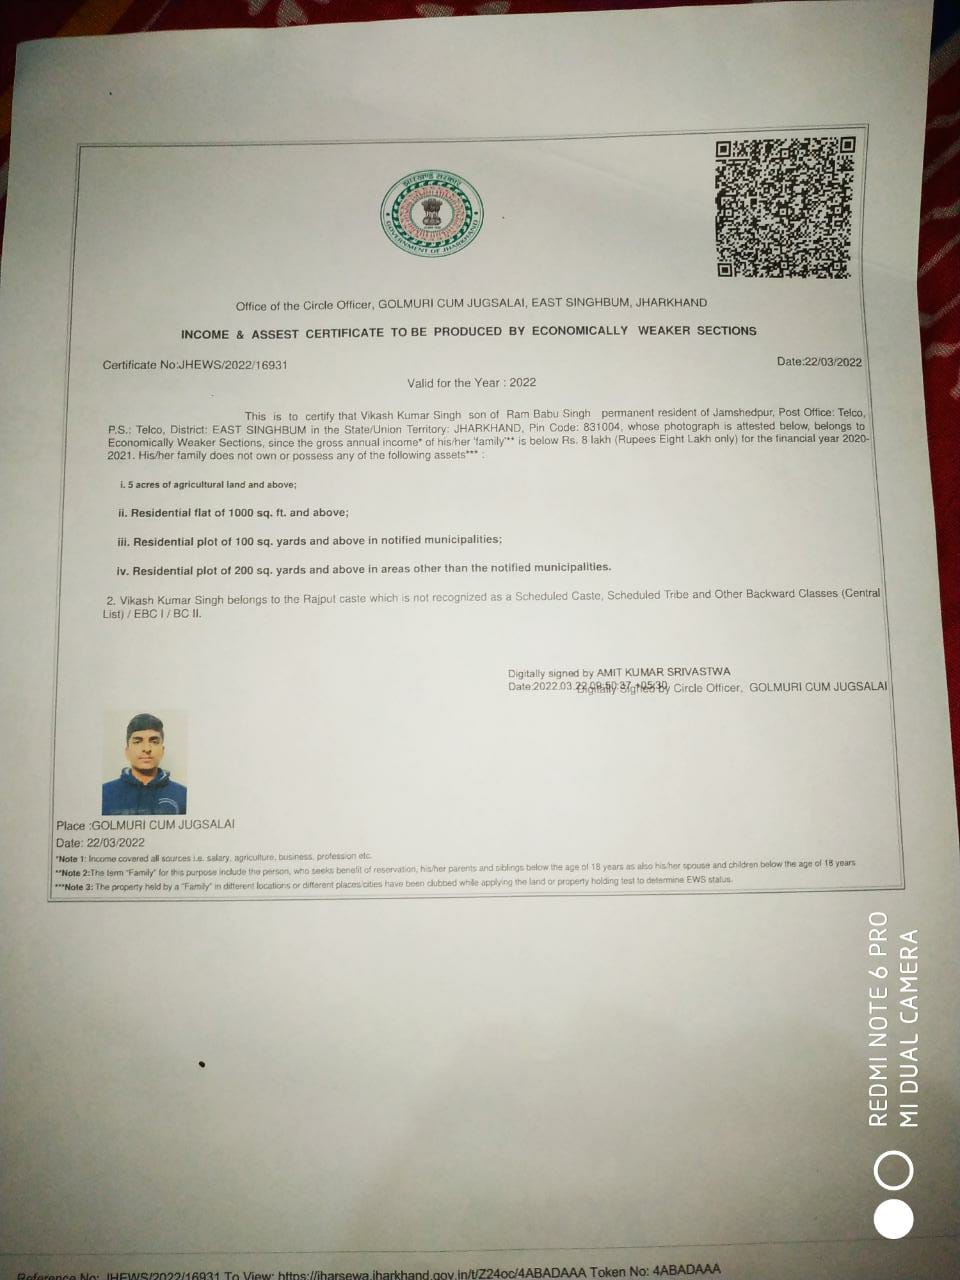 झारखण्ड सरकार
GOVERNMENT OF JHARKHAND
Office of the Circle Officer, GOLMURI CUM JUGSALAI, EAST SINGHBUM, JHARKHAND
INCOME & ASSEST CERTIFICATE TO BE PRODUCED BY ECONOMICALLY WEAKER SECTIONS
Certificate No:JHEWS/2022/16931
Date:22/03/2022
Valid for the Year : 2022
This is to certify that Vikash Kumar Singh son of Ram Babu Singh permanent resident of Jamshedpur, Post Office: Telco,
P.S.: Telco, District: EAST SINGHBUM in the State/Union Territory: JHARKHAND, Pin Code: 831004, whose photograph is attested below, belongs to
Economically Weaker Sections, since the gross annual income* of his/her 'family'** is below Rs. 8 lakh (Rupees Eight Lakh only) for the financial year 2020-
2021. His/her family does not own or possess any of the following assets*** :
i. 5 acres of agricultural land and above;
ii. Residential flat of 1000 sq. ft. and above;
iii. Residential plot of 100 sq. yards and above in notified municipalities;
iv. Residential plot of 200 sq. yards and above in areas other than the notified municipalities.
2. Vikash Kumar Singh belongs to the Rajput caste which is not recognized as a Scheduled Caste, Scheduled Tribe and Other Backward Classes (Central
List) / EBC I / BC II.
Digitally signed by AMIT KUMAR SRIVASTWA
Date:2022.03.22 09:50:37 +05:30
Digitally Signed by Circle Officer, GOLMURI CUM JUGSALAI
Place :GOLMURI CUM JUGSALAI
Date: 22/03/2022
*Note 1: Income covered all sources i.e. salary, agriculture, business, profession etc.
**Note 2:The term "Family" for this purpose include the person, who seeks benefit of reservation, his/her parents and siblings below the age of 18 years as also his/her spouse and children below the age of 18 years
***Note 3: The property held by a "Family" in different locations or different places/cities have been clubbed while applying the land or property holding test to determine EWS status.
REDMI NOTE 6 PRO
MI DUAL CAMERA
Reference No: JHEWS/2022/16931 To View: https://jharsewa.jharkhand.gov.in/t/Z24oc/4ABADAAA Token No: 4ABADAAA